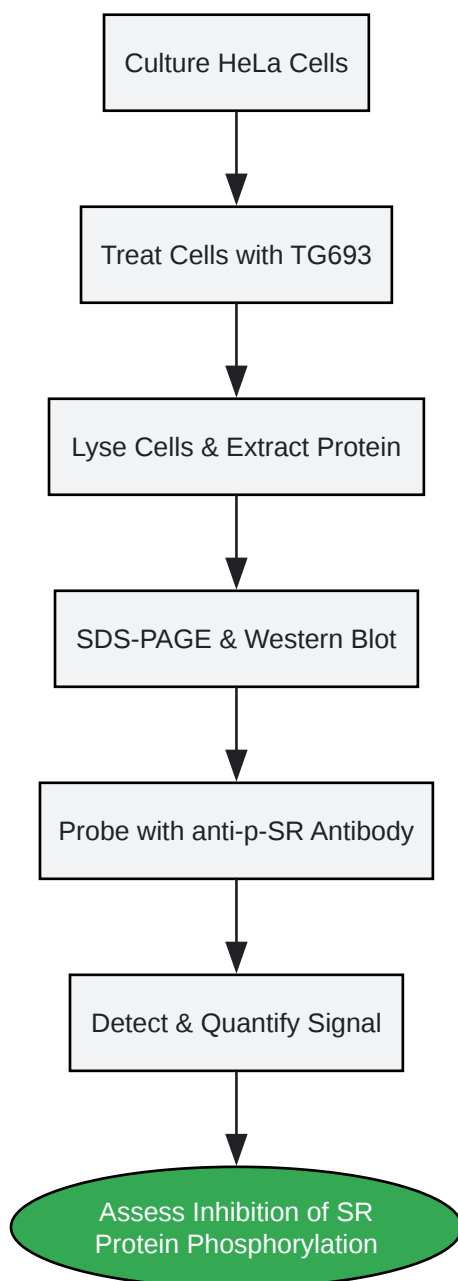 Culture HeLa Cells
Treat Cells with TG693
Lyse Cells & Extract Protein
SDS-PAGE & Western Blot
Probe with anti-p-SR Antibody
Detect & Quantify Signal
Assess Inhibition of SR
Protein Phosphorylation